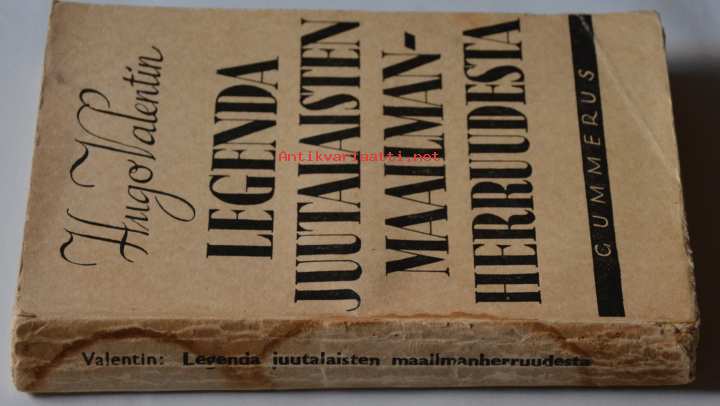 Hugo Valentin
LEGENDA
JUUTALAISTEN
MAAILMAN-
HERRUUDESTA
GUMMERUS
Antikvariaatti.net
Valentin: Legenda juutalaisten maailmanherruudesta